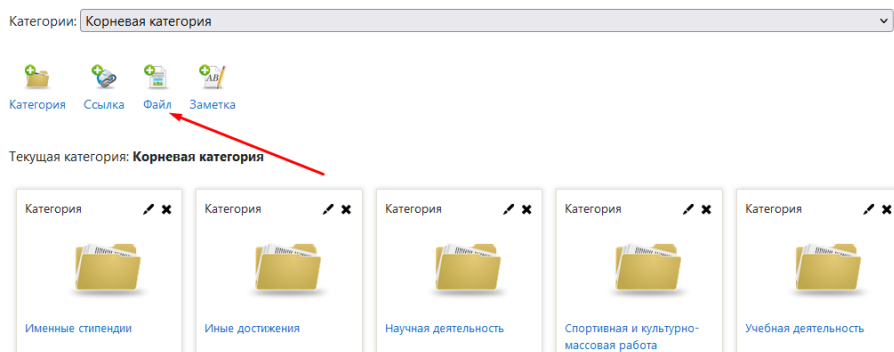 Категории: Корневая категория
Категория Ссылка Файл Заметка
Текущая категория: Корневая категория
Категория Категория Категория Категория Категория
Именные стипендии Иные достижения Научная деятельность Спортивная и культурно- Учебная деятельность
массовая работа